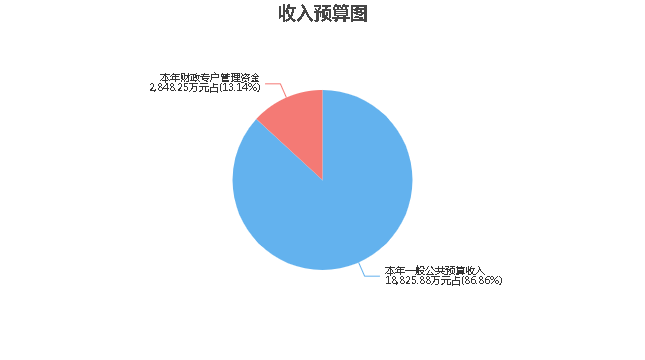 收入预算图
本年财政专户管理资金
2,848.25万元占(13.14%)
本年一般公共预算收入
18,825.88万元占(86.86%)